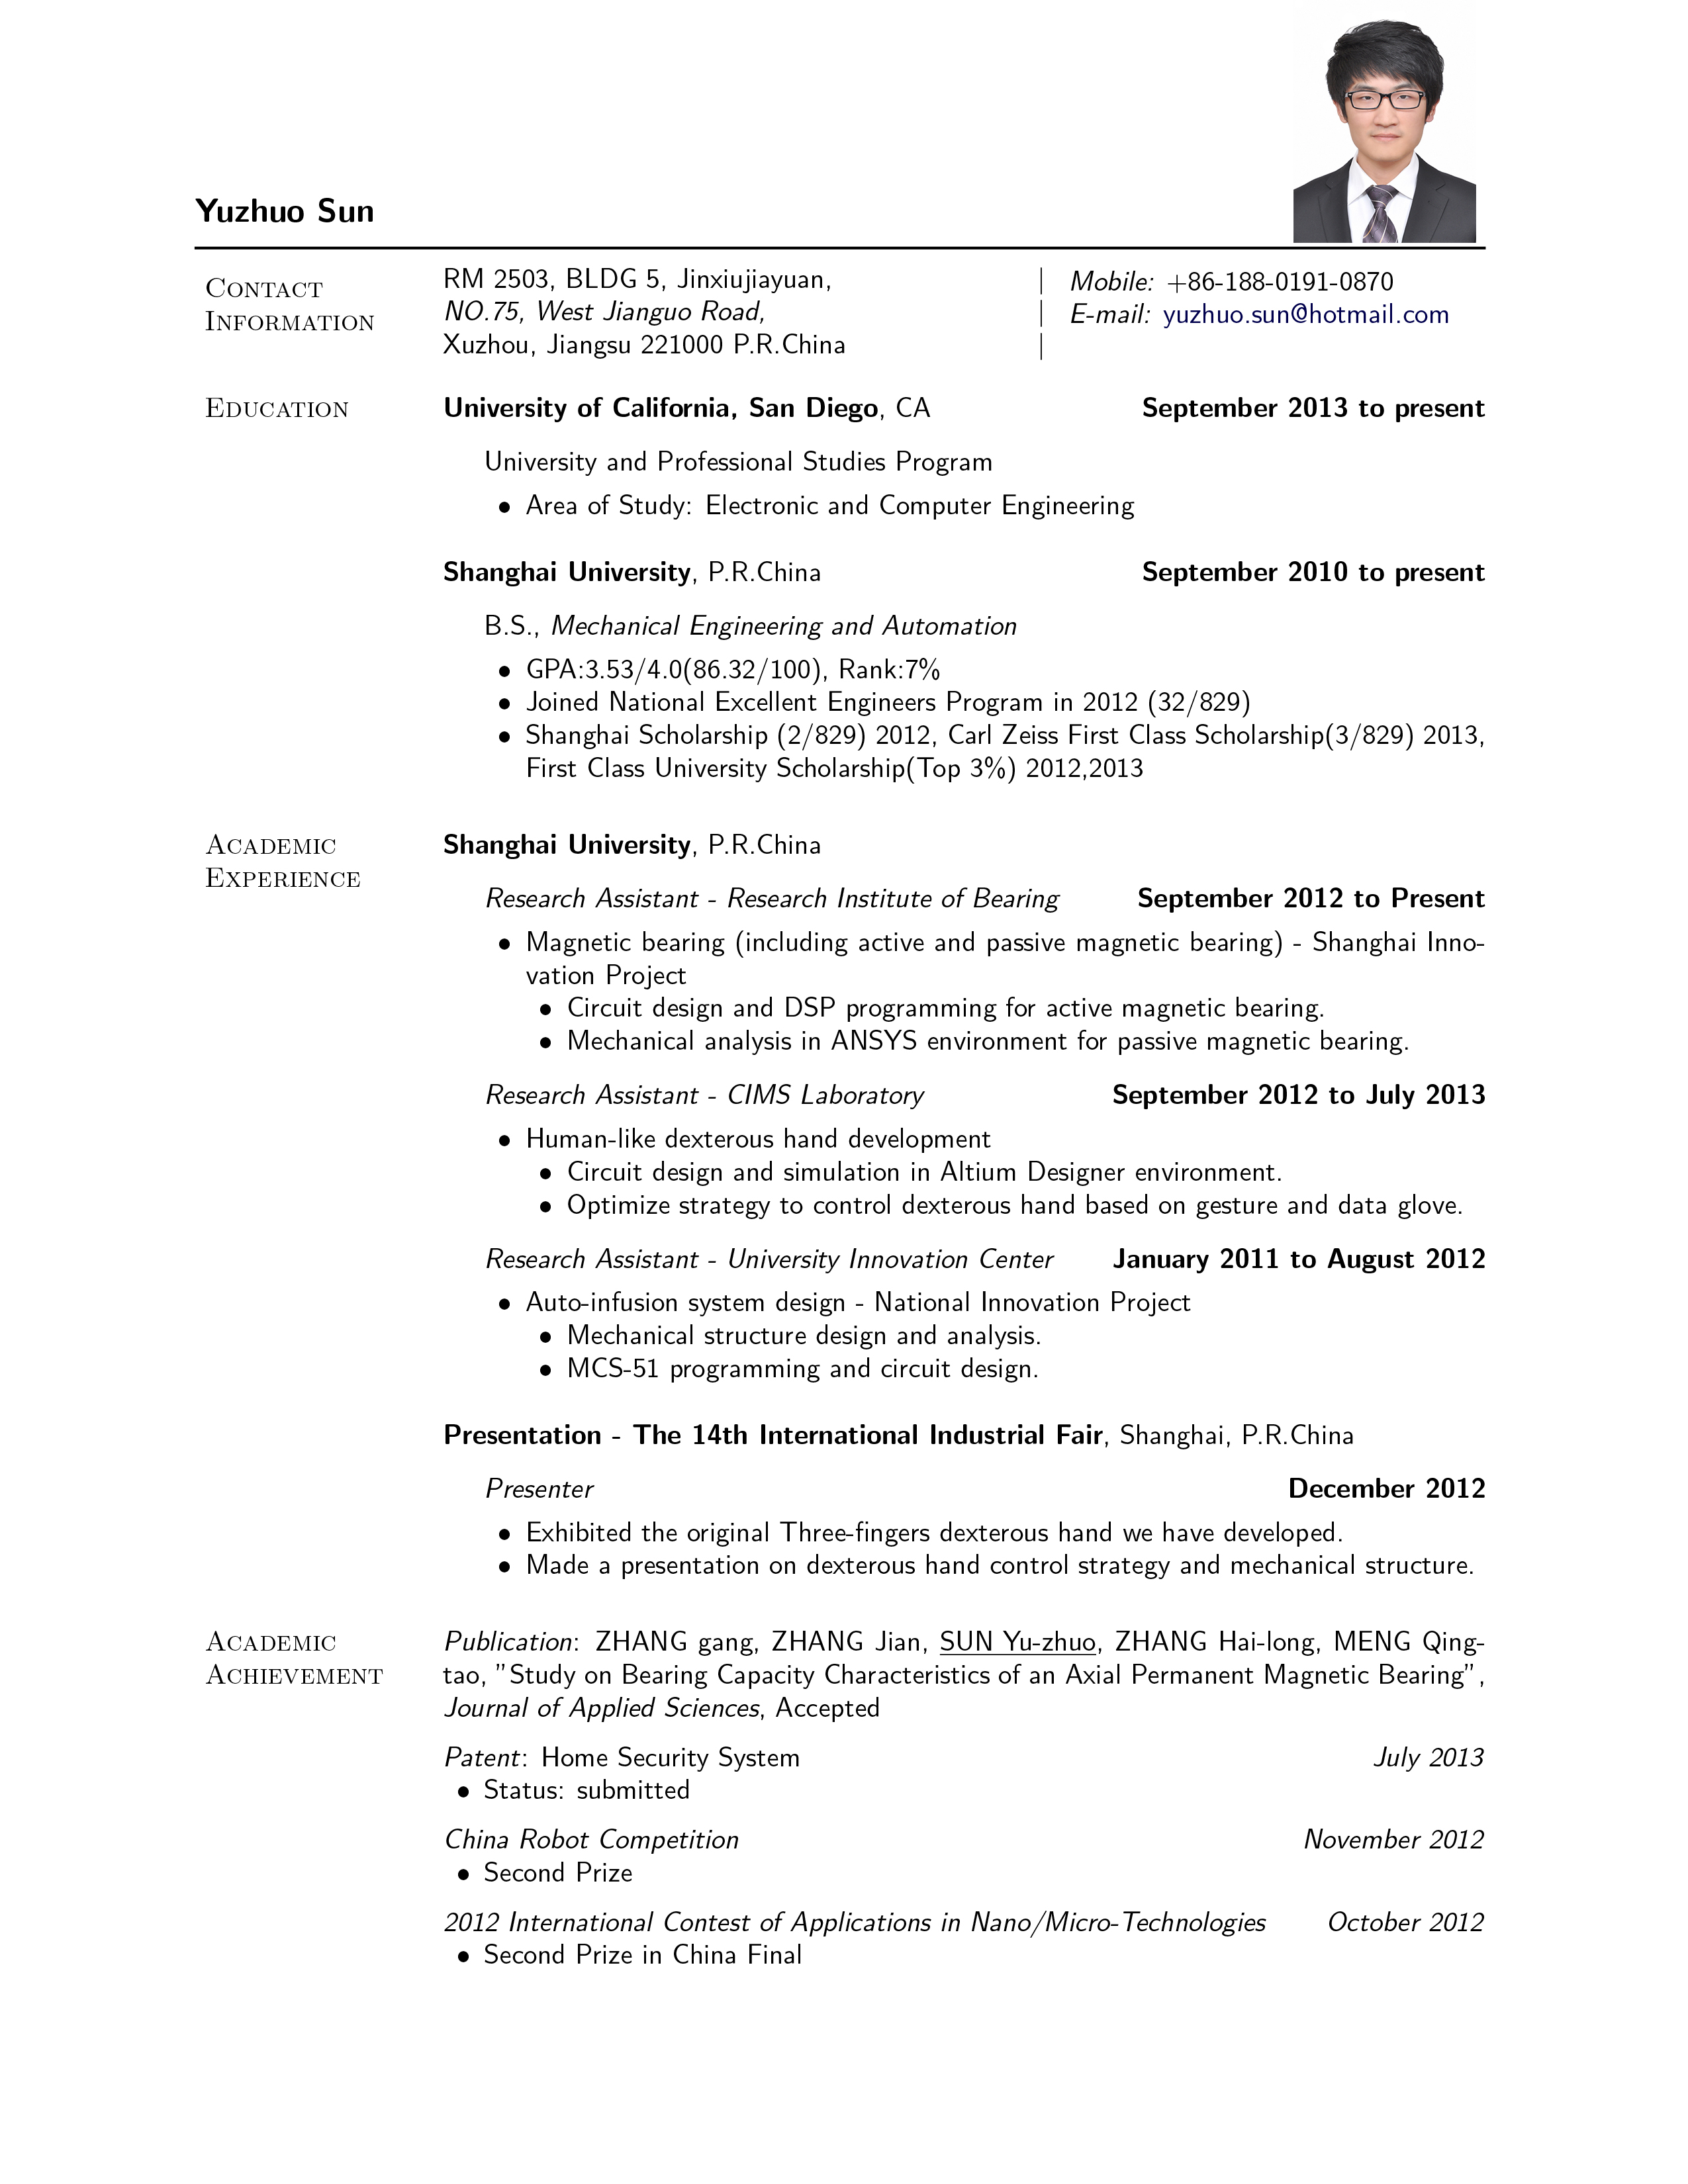 Yuzhuo Sun
Contact
Information
RM 2503, BLDG 5, Jinxiujiayuan,
NO.75, West Jianguo Road,
Xuzhou, Jiangsu 221000 P.R.China
| Mobile: +86-188-0191-0870
| E-mail: yuzhuo.sun@hotmail.com
|
Education
University of California, San Diego, CA September 2013 to present
University and Professional Studies Program
• Area of Study: Electronic and Computer Engineering
Shanghai University, P.R.China September 2010 to present
B.S., Mechanical Engineering and Automation
• GPA:3.53/4.0(86.32/100), Rank:7%
• Joined National Excellent Engineers Program in 2012 (32/829)
• Shanghai Scholarship (2/829) 2012, Carl Zeiss First Class Scholarship(3/829) 2013,
First Class University Scholarship(Top 3%) 2012,2013
Academic
Experience
Shanghai University, P.R.China
Research Assistant - Research Institute of Bearing September 2012 to Present
• Magnetic bearing (including active and passive magnetic bearing) - Shanghai Inno-
vation Project
• Circuit design and DSP programming for active magnetic bearing.
• Mechanical analysis in ANSYS environment for passive magnetic bearing.
Research Assistant - CIMS Laboratory September 2012 to July 2013
• Human-like dexterous hand development
• Circuit design and simulation in Altium Designer environment.
• Optimize strategy to control dexterous hand based on gesture and data glove.
Research Assistant - University Innovation Center January 2011 to August 2012
• Auto-infusion system design - National Innovation Project
• Mechanical structure design and analysis.
• MCS-51 programming and circuit design.
Presentation - The 14th International Industrial Fair, Shanghai, P.R.China
Presenter December 2012
• Exhibited the original Three-fingers dexterous hand we have developed.
• Made a presentation on dexterous hand control strategy and mechanical structure.
Academic
Achievement
Publication: ZHANG gang, ZHANG Jian, SUN Yu-zhuo, ZHANG Hai-long, MENG Qing-
tao, ”Study on Bearing Capacity Characteristics of an Axial Permanent Magnetic Bearing”,
Journal of Applied Sciences, Accepted
Patent: Home Security System July 2013
• Status: submitted
China Robot Competition November 2012
• Second Prize
2012 International Contest of Applications in Nano/Micro-Technologies October 2012
• Second Prize in China Final